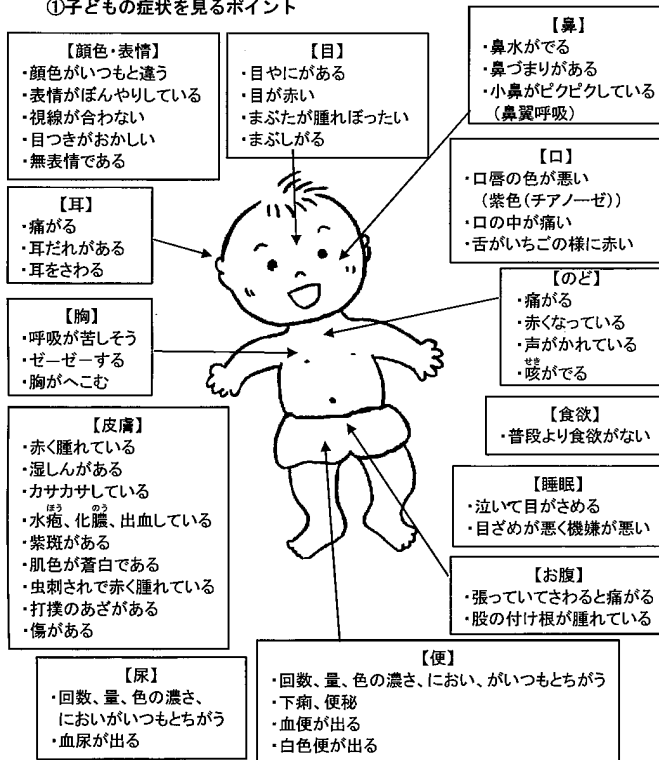 ①子どもの症状を見るポイント
【顔色・表情】
・顔色がいつもと違う
・表情がぼんやりしている
・視線が合わない
・目つきがおかしい
・無表情である
【目】
・目やにがある
・目が赤い
・まぶたが腫れぼったい
・まぶしがる
【鼻】
・鼻水がでる
・鼻づまりがある
・小鼻がピクピクしている
（鼻翼呼吸）
【耳】
・痛がる
・耳だれがある
・耳をさわる
【口】
・口唇の色が悪い
（紫色(チアノーゼ)）
・口の中が痛い
・舌がいちごの様に赤い
【胸】
・呼吸が苦しそう
・ゼーゼーする
・胸がへこむ
【のど】
・痛がる
・赤くなっている
・声がかれている
せき
・咳がでる
【皮膚】
・赤く腫れている
・湿しんがある
・カサカサしている
ほう のう
・水疱、化膿、出血している
・紫斑がある
・肌色が蒼白である
・虫刺されで赤く腫れている
・打撲のあざがある
・傷がある
【食欲】
・普段より食欲がない
【睡眠】
・泣いて目がさめる
・目ざめが悪く機嫌が悪い
【お腹】
・張っていてさわると痛がる
・股の付け根が腫れている
【尿】
・回数、量、色の濃さ、
においがいつもとちがう
・血尿が出る
【便】
・回数、量、色の濃さ、におい、がいつもとちがう
・下痢、便秘
・血便が出る
・白色便が出る